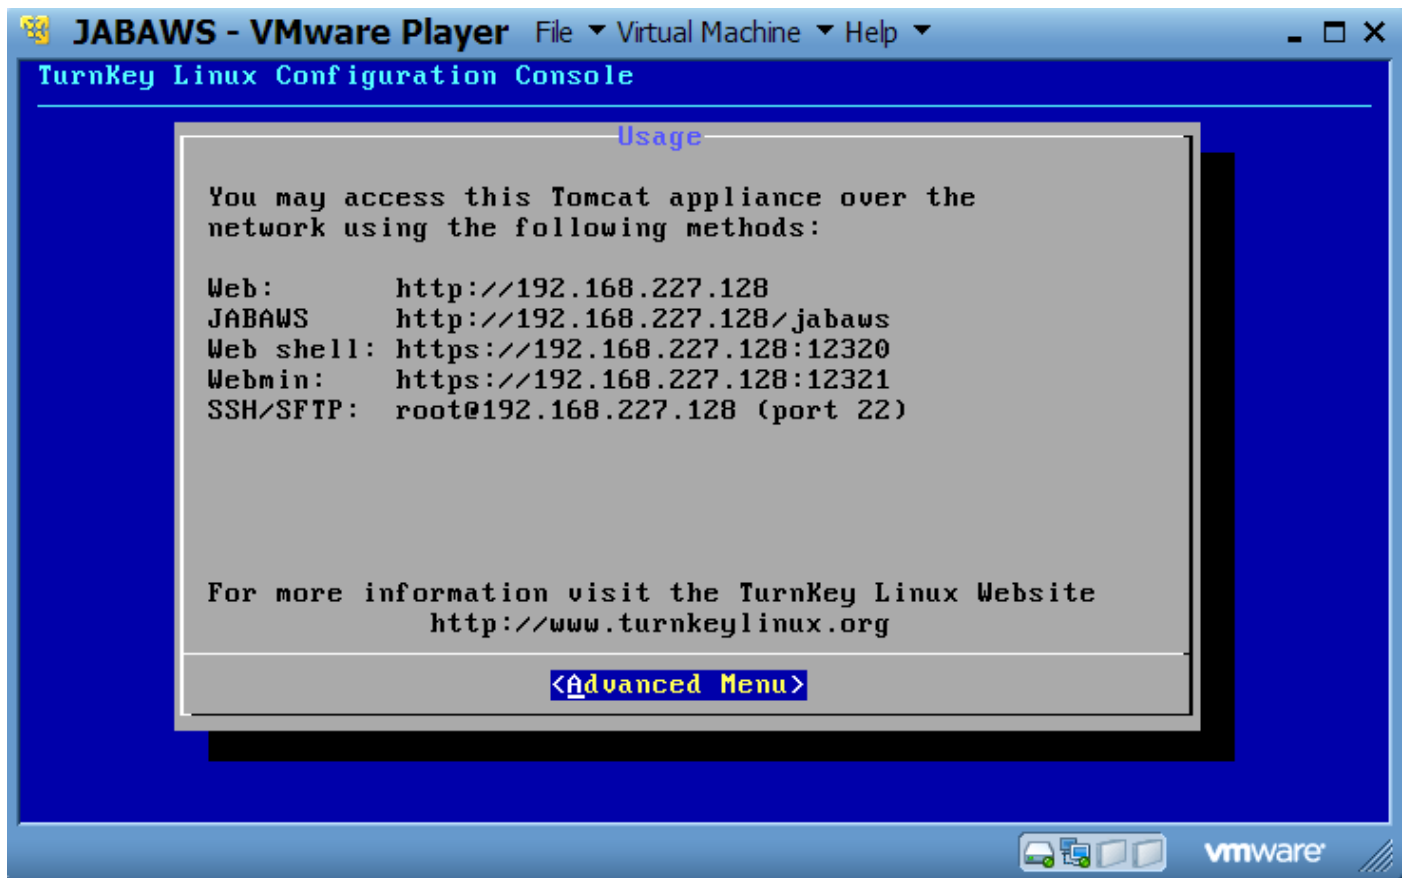 JABAWS - VMware Player File Virtual Machine Help
TurnKey Linux Configuration Console
Usage
You may access this Tomcat appliance over the
network using the following methods:
Web: http://192.168.227.128
JABAWS http://192.168.227.128/jabaws
Web shell: https://192.168.227.128:12320
Webmin: https://192.168.227.128:12321
SSH/SFTP: root@192.168.227.128 (port 22)
For more information visit the TurnKey Linux Website
http://www.turnkeylinux.org
<Advanced Menu>
vmware